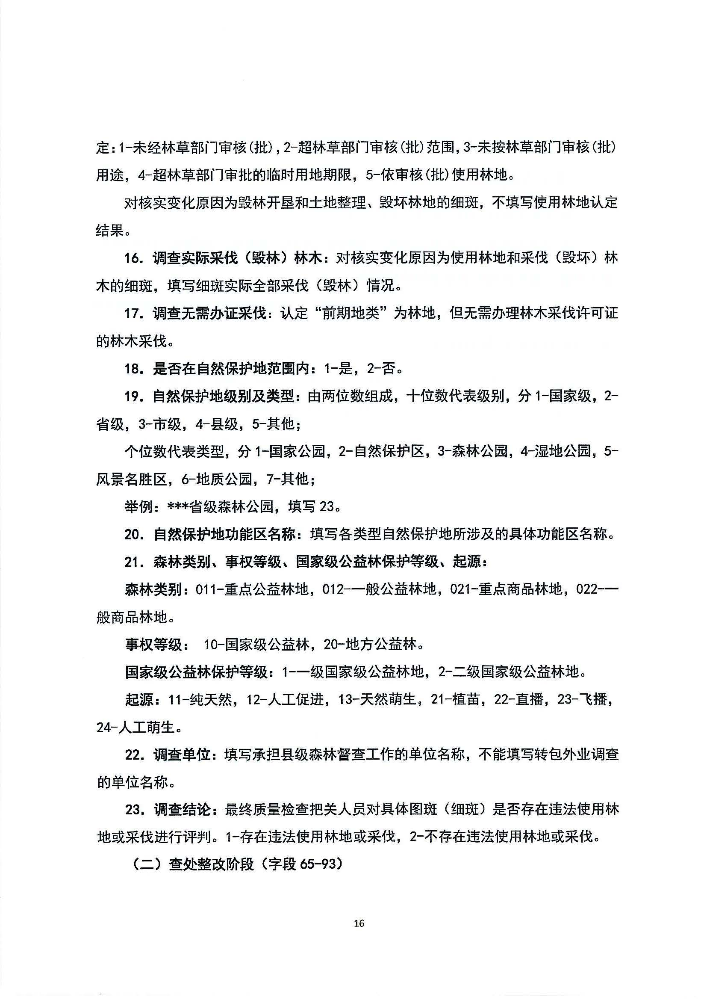 定：1-未经林草部门审核(批)，2-超林草部门审核(批)范围，3-未按林草部门审核(批)
用途，4-超林草部门审批的临时用地期限，5-依审核(批)使用林地。
对核实变化原因为毁林开垦和土地整理、毁坏林地的细斑，不填写使用林地认定
结果。
16．调查实际采伐（毁林）林木：对核实变化原因为使用林地和采伐（毁坏）林
木的细斑，填写细斑实际全部采伐（毁林）情况。
17．调查无需办证采伐：认定“前期地类”为林地，但无需办理林木采伐许可证
的林木采伐。
18．是否在自然保护地范围内：1-是，2-否。
19．自然保护地级别及类型：由两位数组成，十位数代表级别，分 1-国家级，2-
省级，3-市级，4-县级，5-其他；
个位数代表类型，分 1-国家公园，2-自然保护区，3-森林公园，4-湿地公园，5-
风景名胜区，6-地质公园，7-其他；
举例：***省级森林公园，填写 23。
20．自然保护地功能区名称：填写各类型自然保护地所涉及的具体功能区名称。
21．森林类别、事权等级、国家级公益林保护等级、起源：
森林类别：011-重点公益林地，012-一般公益林地，021-重点商品林地，022-一
般商品林地。
事权等级： 10-国家级公益林，20-地方公益林。
国家级公益林保护等级：1-一级国家级公益林地，2-二级国家级公益林地。
起源：11-纯天然，12-人工促进，13-天然萌生，21-植苗，22-直播，23-飞播，
24-人工萌生。
22．调查单位：填写承担县级森林督查工作的单位名称，不能填写转包外业调查
的单位名称。
23．调查结论：最终质量检查把关人员对具体图斑（细斑）是否存在违法使用林
地或采伐进行评判。1-存在违法使用林地或采伐，2-不存在违法使用林地或采伐。
（二）查处整改阶段（字段 65-93）
16